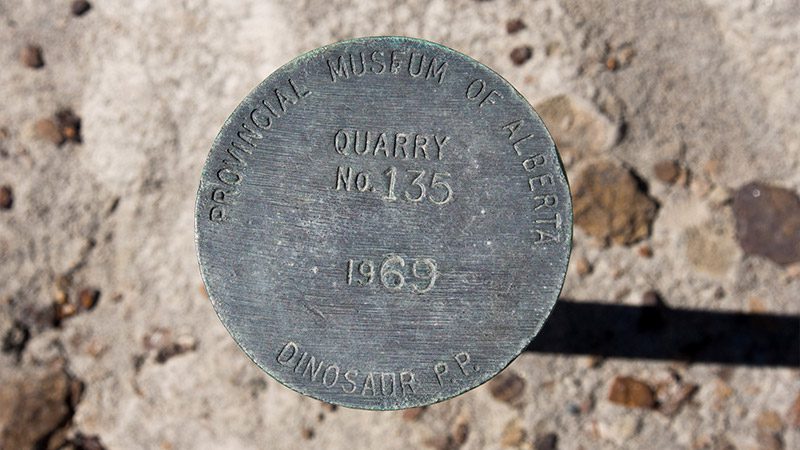 PROVINCIAL MUSEUM OF ALBERTA
QUARRY
No. 135
1969
DINOSAUR P.P.